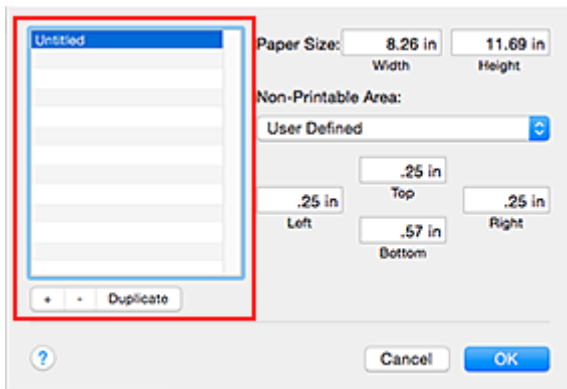 Untitled
+ - Duplicate
Paper Size: 8.26 in 11.69 in
Width Height
Non-Printable Area:
User Defined
.25 in
Top
.25 in .25 in
Left Right
.57 in
Bottom
? Cancel OK